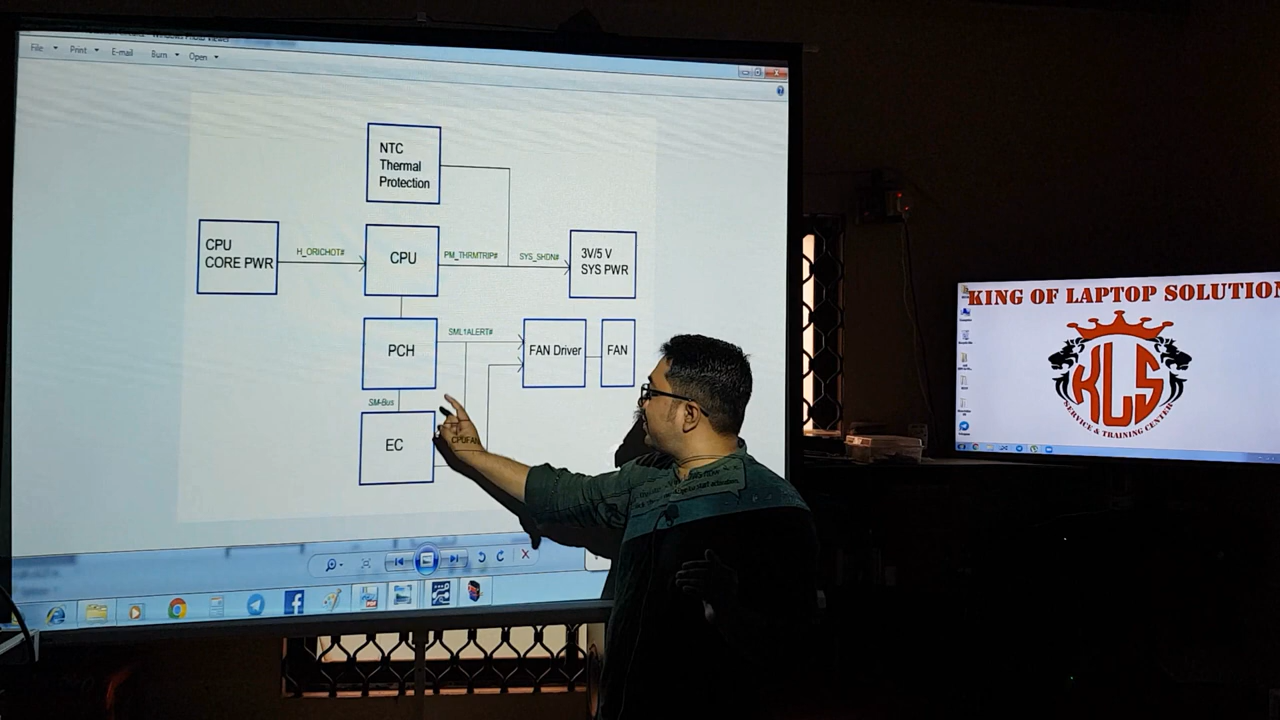 File
Print
E-mail
Burn
Open
NTC
Thermal
Protection
CPU
CORE PWR
H_ORICHOT#
CPU
PM_THRMTRIP#
SYS_SHDN#
3V/5 V
SYS PWR
PCH
SML1ALERT#
FAN Driver
FAN
SM-Bus
EC
CPUFAN
KING OF LAPTOP SOLUTION
KLS
SERVICE & TRAINING CENTER